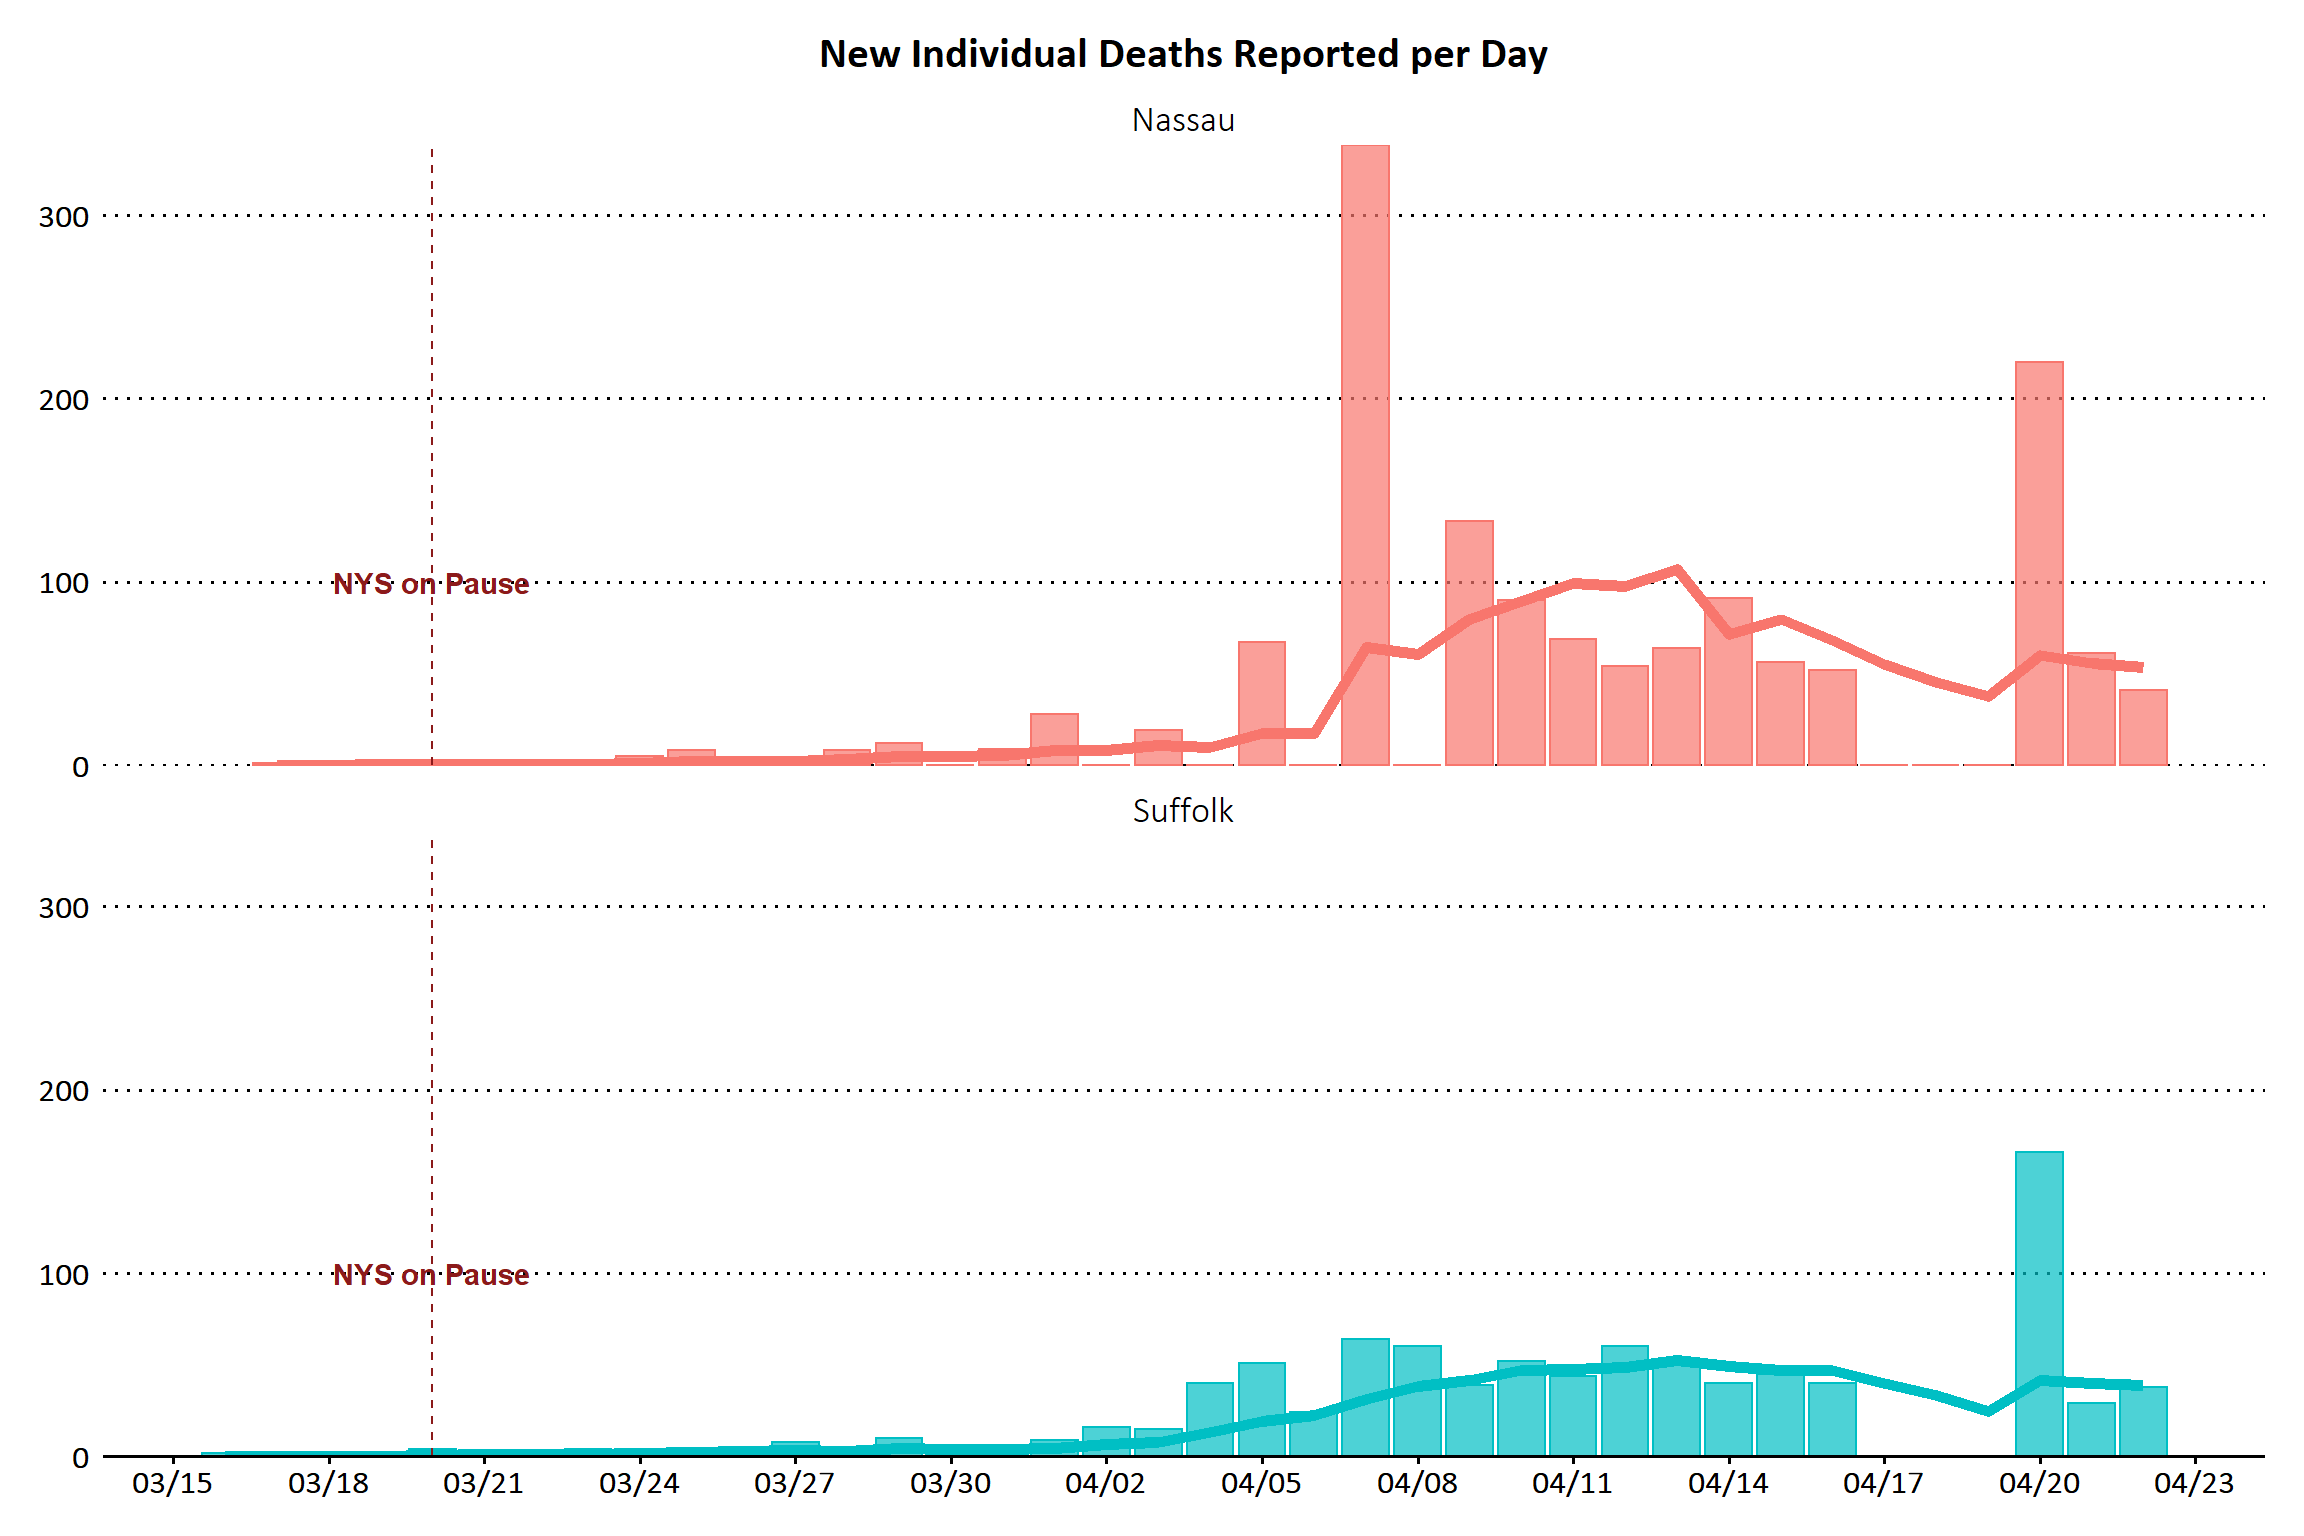 New Individual Deaths Reported per Day
Nassau
300
200
100
NYS on Pause
0
Suffolk
300
200
100
NYS on Pause
0
03/15 03/18 03/21 03/24 03/27 03/30 04/02 04/05 04/08 04/11 04/14 04/17 04/20 04/23